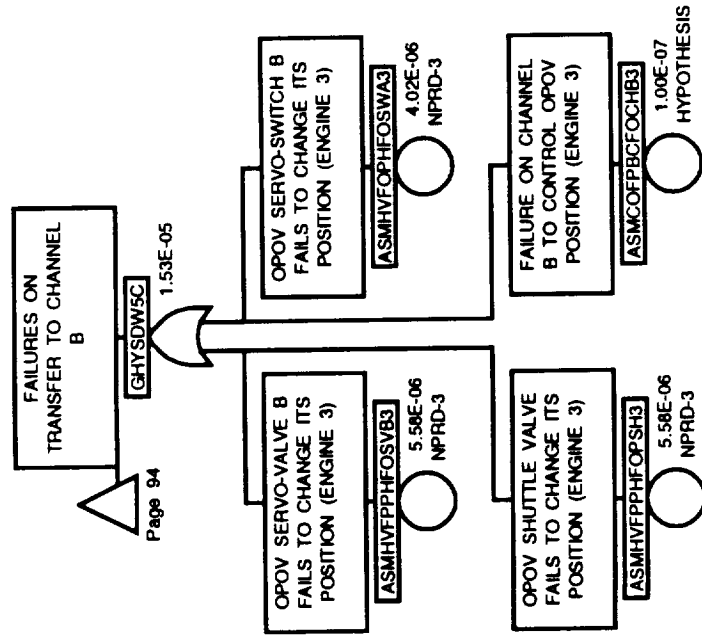 FAILURES ON
TRANSFER TO CHANNEL
B
GHYSDW5C
1.53E-05
Page 94
OPOV SERVO-VALVE B
FAILS TO CHANGE ITS
POSITION (ENGINE 3)
ASMHVFPPHFOSVB3
5.58E-06
NPRD-3
OPOV SERVO-SWITCH B
FAILS TO CHANGE ITS
POSITION (ENGINE 3)
ASMHVFOPHFOSWA3
4.02E-06
NPRD-3
OPOV SHUTTLE VALVE
FAILS TO CHANGE ITS
POSITION (ENGINE 3)
ASMHVFPPHFOPSH3
5.58E-06
NPRD-3
FAILURE ON CHANNEL
B TO CONTROL OPOV
POSITION (ENGINE 3)
ASMCOFPBCFOCHB3
1.00E-07
HYPOTHESIS